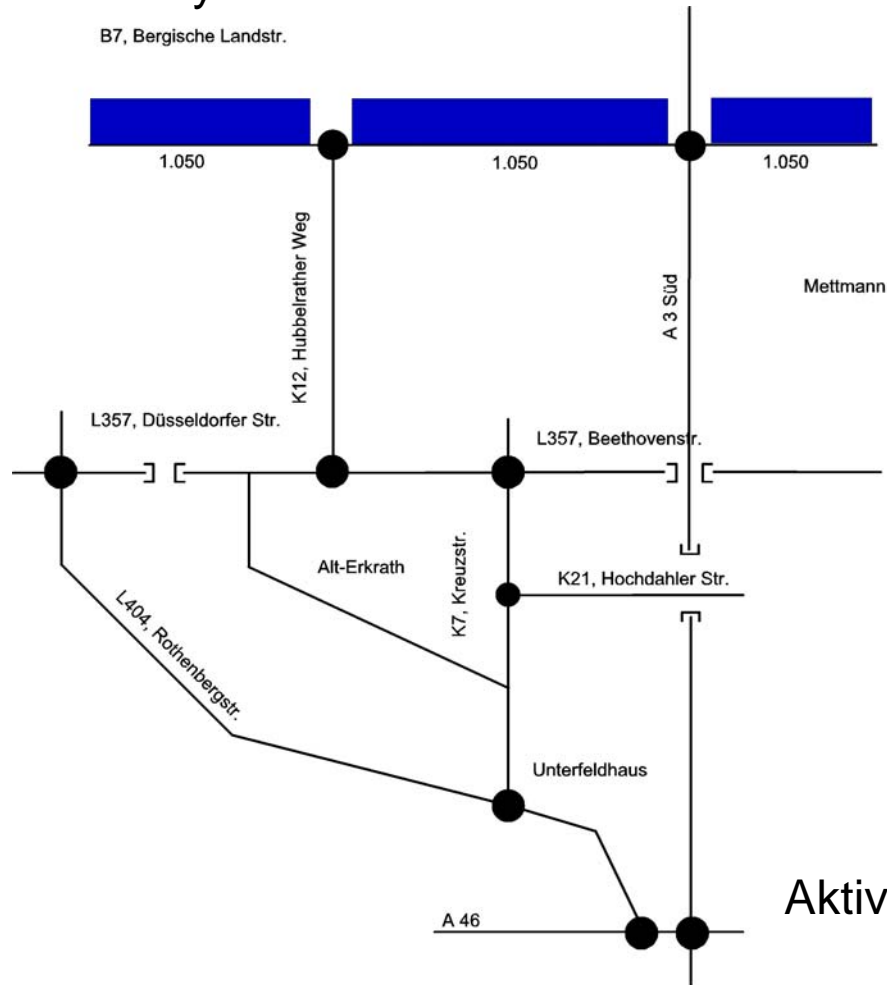 B7, Bergische Landstr.
1.050
1.050
1.050
K12, Hubbelrather Weg
A 3 Süd
Mettmann
L357, Düsseldorfer Str.
L357, Beethovenstr.
Alt-Erkrath
K7, Kreuzstr.
K21, Hochdahler Str.
L404, Rothenbergstr.
Unterfeldhaus
Aktiv
A 46